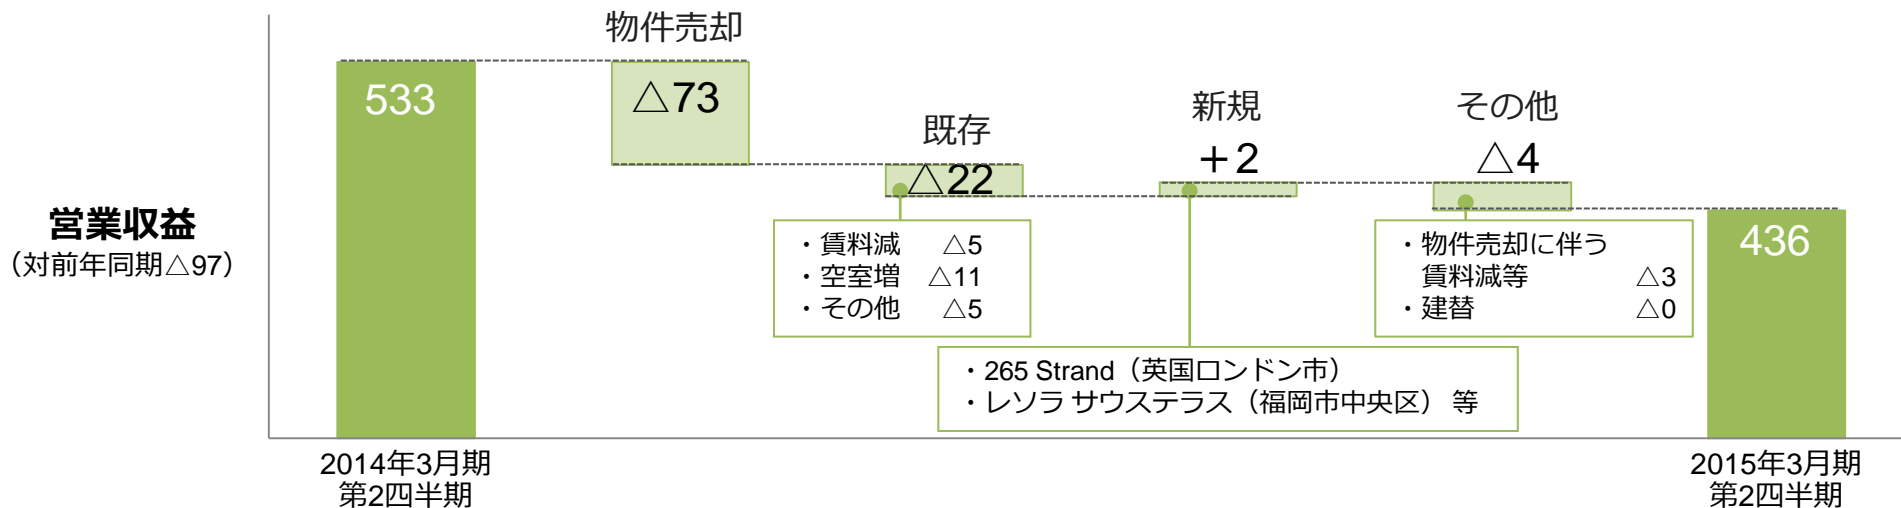 物件売却
533
△73
既存
△22
新規
＋2
その他
△4
営業収益
（対前年同期△97）
・賃料減 △5
・空室増 △11
・その他 △5
・物件売却に伴う
賃料減等 △3
・建替 △0
436
・265 Strand（英国ロンドン市）
・レソラ サウステラス（福岡市中央区） 等
2014年3月期
第2四半期
2015年3月期
第2四半期